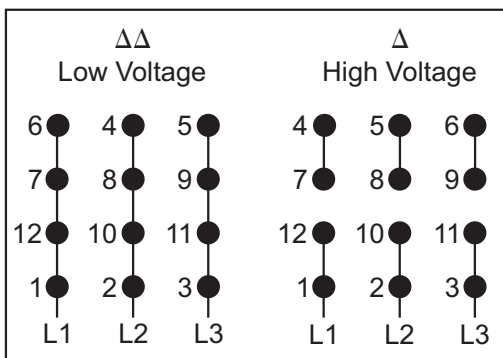 ΔΔ Δ
Low Voltage High Voltage
6 4 5 4 5 6
7 8 9 7 8 9
12 10 11 12 10 11
1 2 3 1 2 3
L1 L2 L3 L1 L2 L3